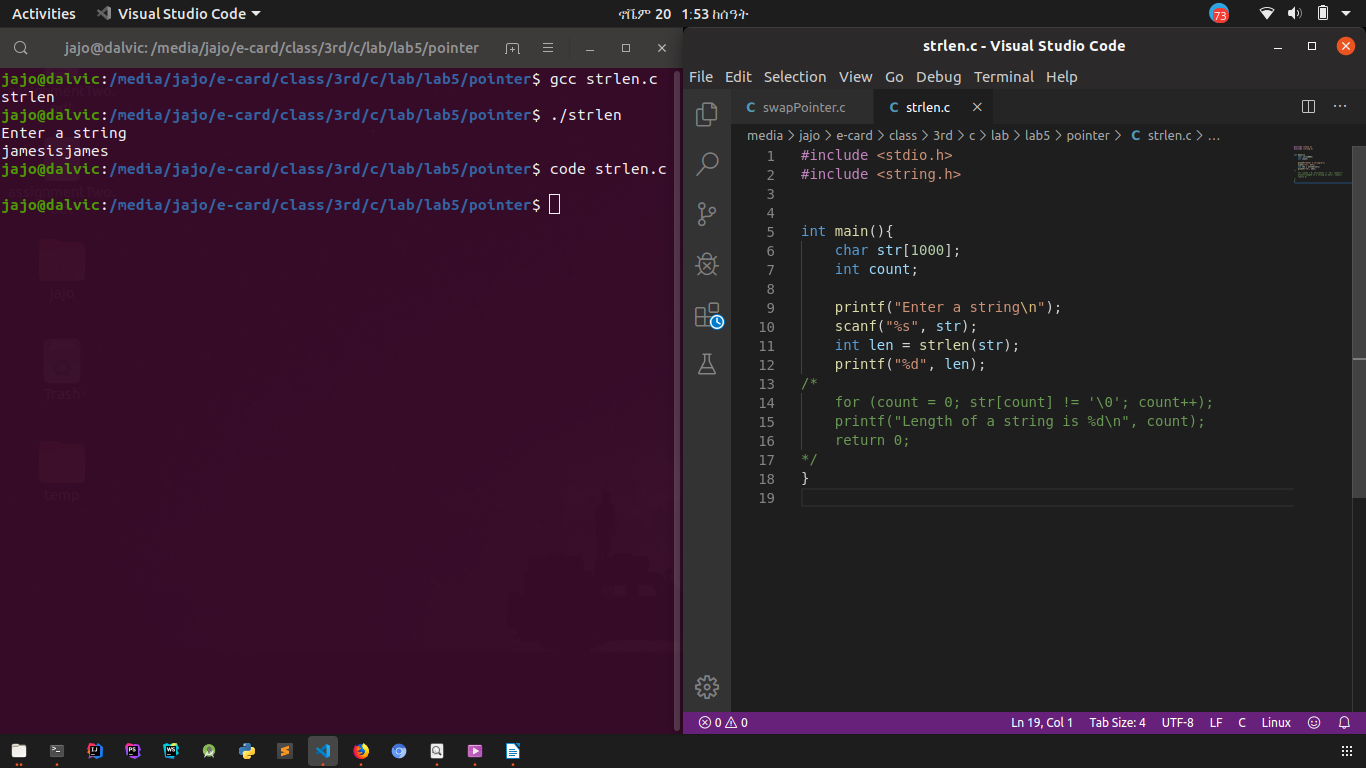 Activities
Visual Studio Code
ኖቬም 20 1:53 ከሰዓት
73
jajo@dalvic: /media/jajo/e-card/class/3rd/c/lab/lab5/pointer
jajo@dalvic:/media/jajo/e-card/class/3rd/c/lab/lab5/pointer$ gcc strlen.c
strlen
jajo@dalvic:/media/jajo/e-card/class/3rd/c/lab/lab5/pointer$ ./strlen
Enter a string
jamesisjames
jajo@dalvic:/media/jajo/e-card/class/3rd/c/lab/lab5/pointer$ code strlen.c
jajo@dalvic:/media/jajo/e-card/class/3rd/c/lab/lab5/pointer$
jajo
Trash
temp
strlen.c - Visual Studio Code
File Edit Selection View Go Debug Terminal Help
C swapPointer.c
C strlen.c
media > jajo > e-card > class > 3rd > c > lab > lab5 > pointer > C strlen.c > ...
1 #include <stdio.h>
2 #include <string.h>
3
4
5 int main(){
6 char str[1000];
7 int count;
8
9 printf("Enter a string\n");
10 scanf("%s", str);
11 int len = strlen(str);
12 printf("%d", len);
13 /*
14 for (count = 0; str[count] != '\0'; count++);
15 printf("Length of a string is %d\n", count);
16 return 0;
17 */
18 }
19
0 0
Ln 19, Col 1 Tab Size: 4 UTF-8 LF C Linux